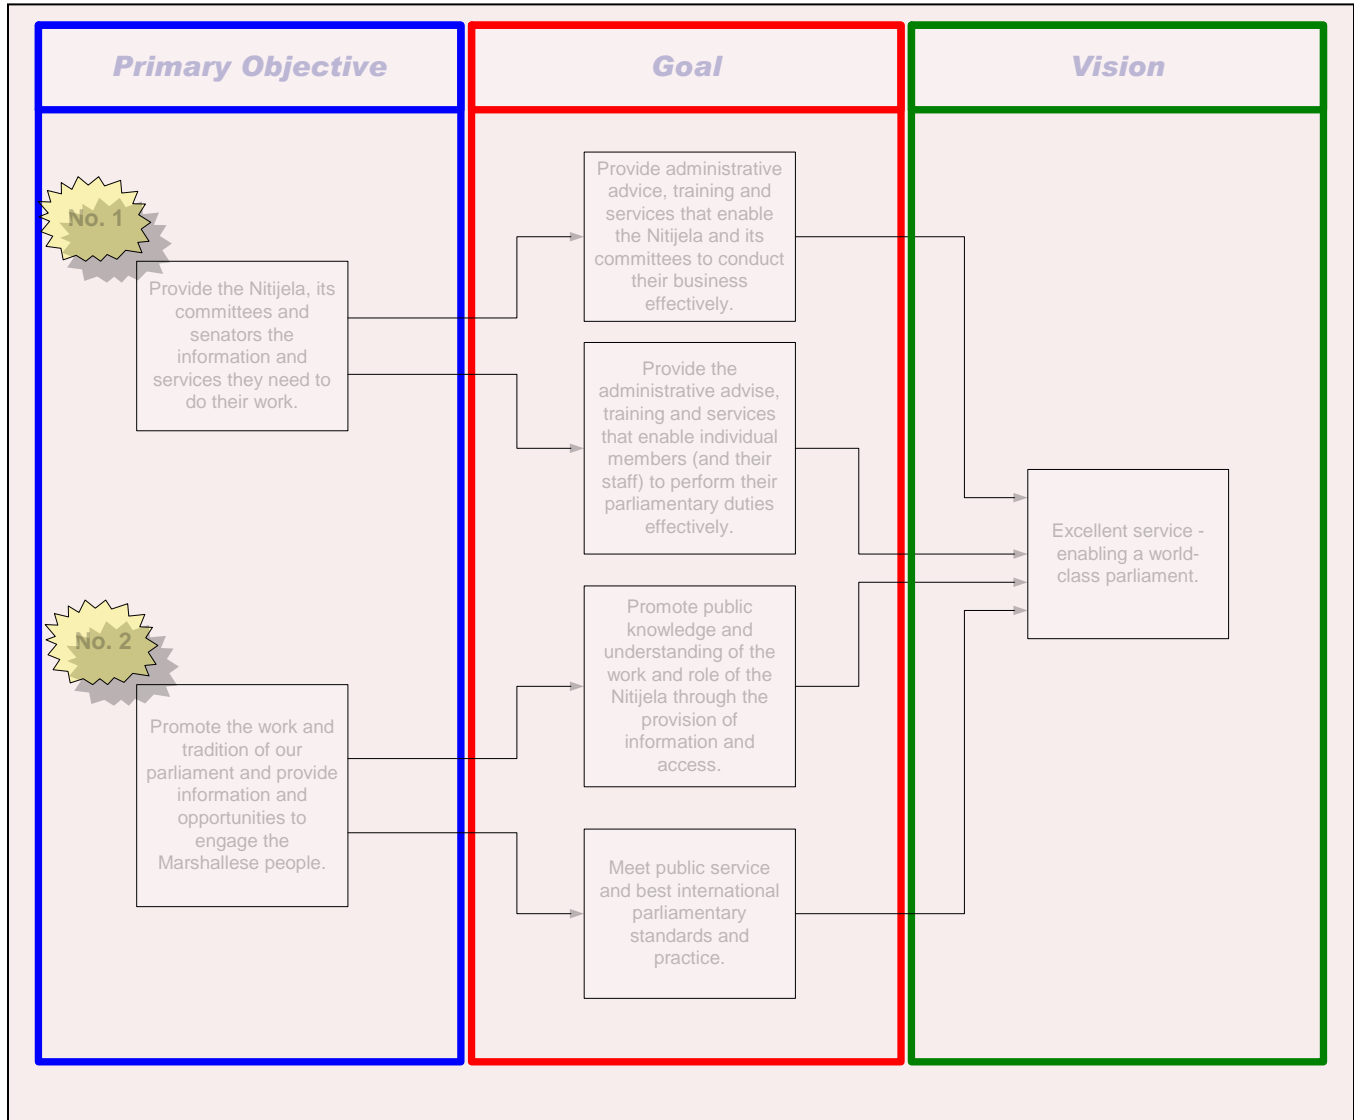 Primary Objective
Goal
Vision
No. 1
Provide the Nitijela, its
committees and
senators the
information and
services they need to
do their work.
No. 2
Promote the work and
tradition of our
parliament and provide
information and
opportunities to
engage the
Marshallese people.
Provide administrative
advice, training and
services that enable
the Nitijela and its
committees to conduct
their business
effectively.
Provide the
administrative advise,
training and services
that enable individual
members (and their
staff) to perform their
parliamentary duties
effectively.
Promote public
knowledge and
understanding of the
work and role of the
Nitijela through the
provision of
information and
access.
Meet public service
and best international
parliamentary
standards and
practice.
Excellent service -
enabling a world-
class parliament.